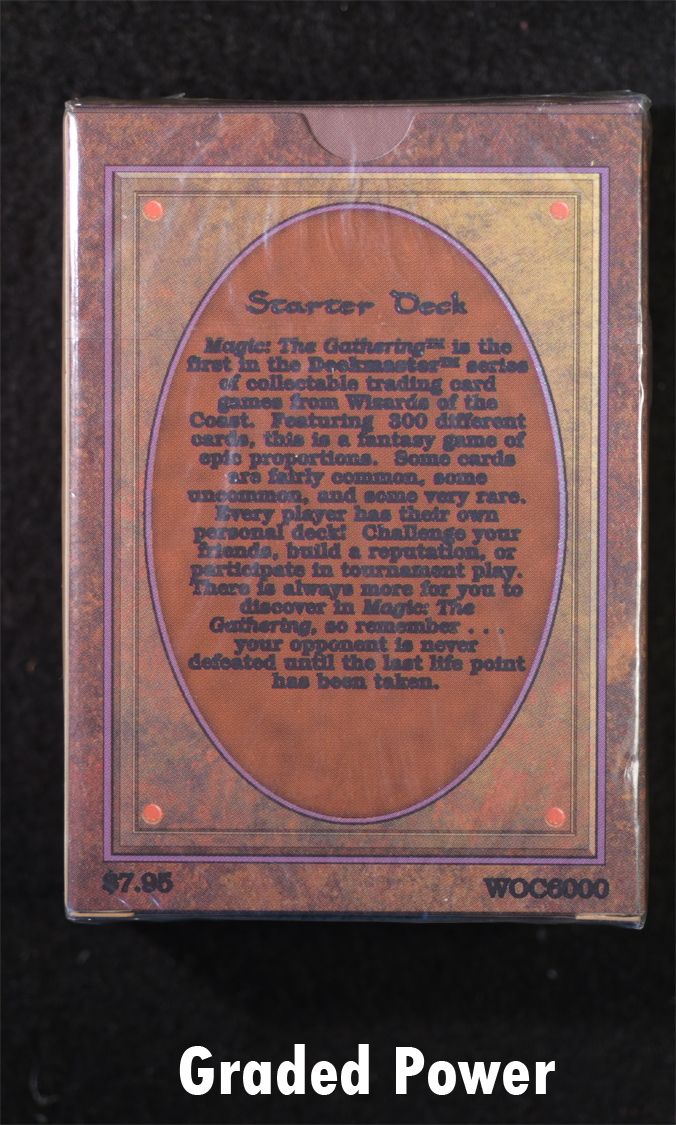 Starter Deck
Magic: The Gathering™ is the
first in the Deckmaster™ series
of collectable trading card
games from Wizards of the
Coast. Featuring 300 different
cards, this is a fantasy game of
epic proportions. Some cards
are fairly common, some
uncommon, and some very rare.
Every player has their own
personal deck! Challenge your
friends, build a reputation, or
participate in tournament play.
There is always more for you to
discover in Magic: The
Gathering, so remember . . .
your opponent is never
defeated until the last life point
has been taken.
$7.95
WOC6000
Graded Power